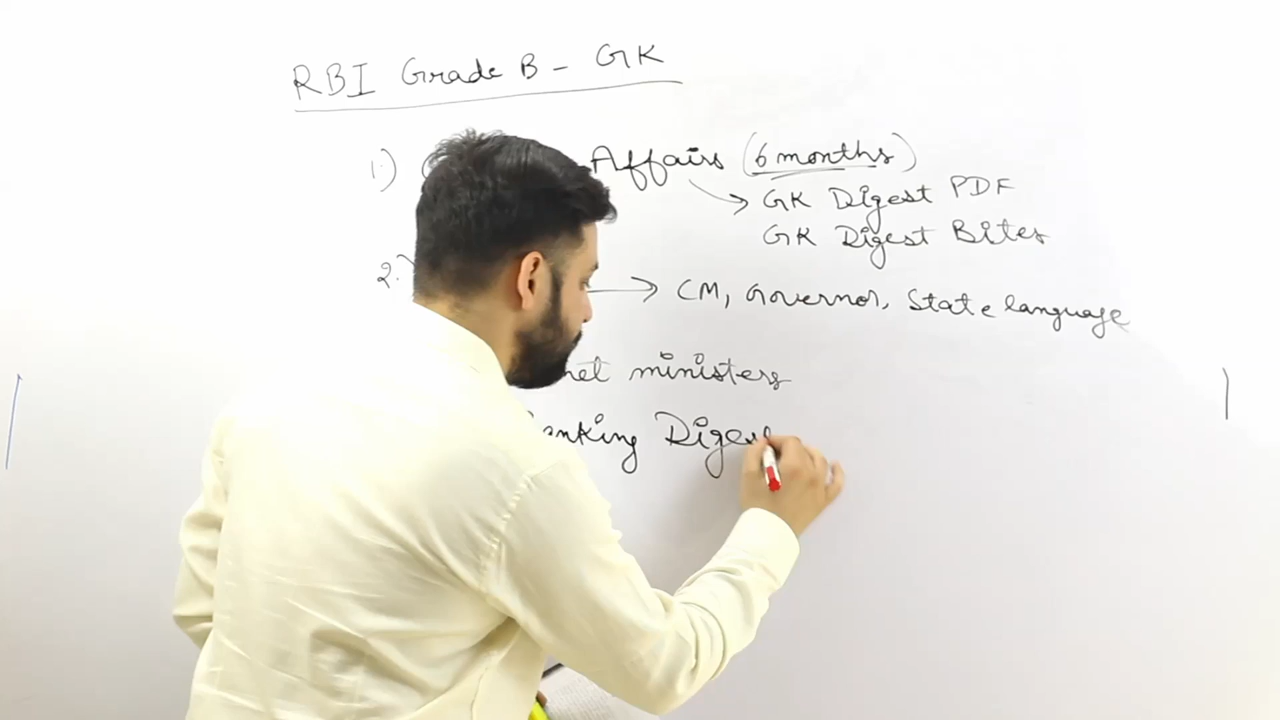 RBI Grade B - GK
1.) Affairs (6 months)
GK Digest PDF
GK Digest Bites
2.) CM, Governor, State language
ministers
Digest